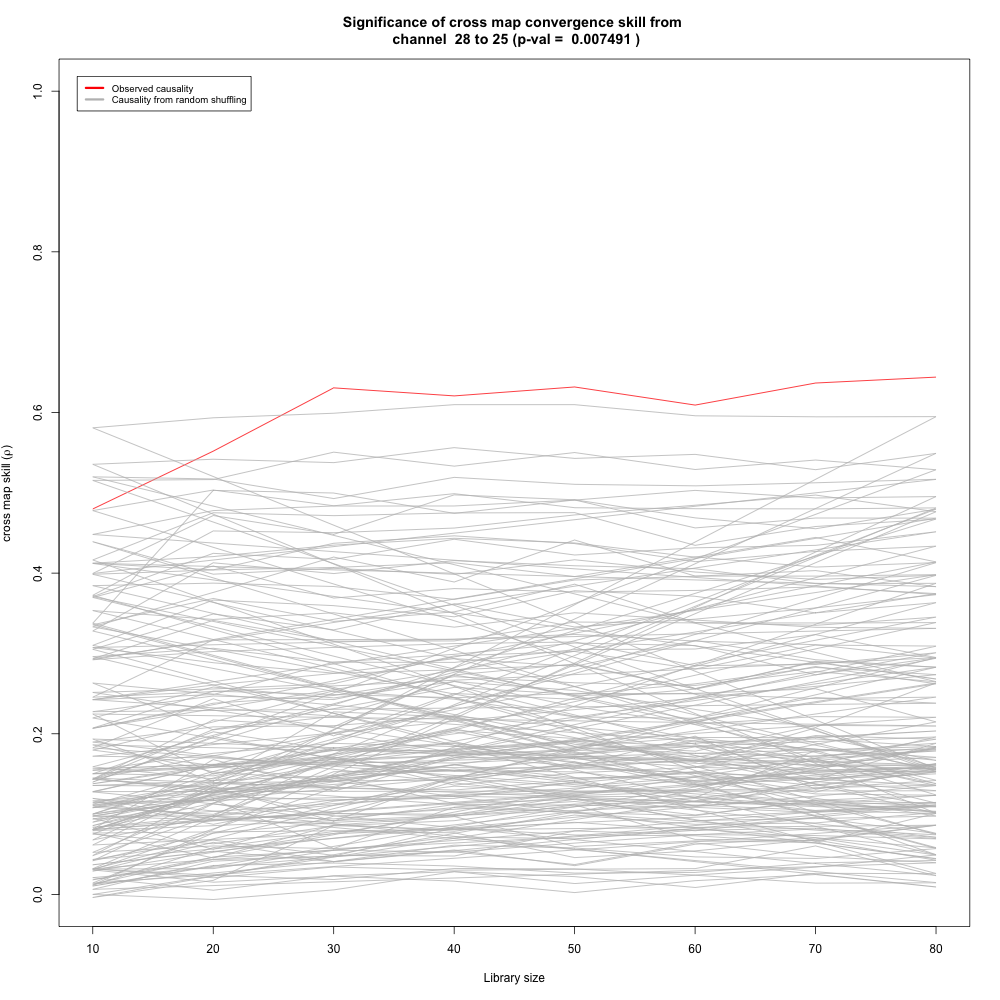 Significance of cross map convergence skill from
channel  28 to 25 (p-val =  0.007491 )
Observed causality
Causality from random shuffling
cross map skill (ρ)
1.0
0.8
0.6
0.4
0.2
0.0
10 20 30 40 50 60 70 80
Library size